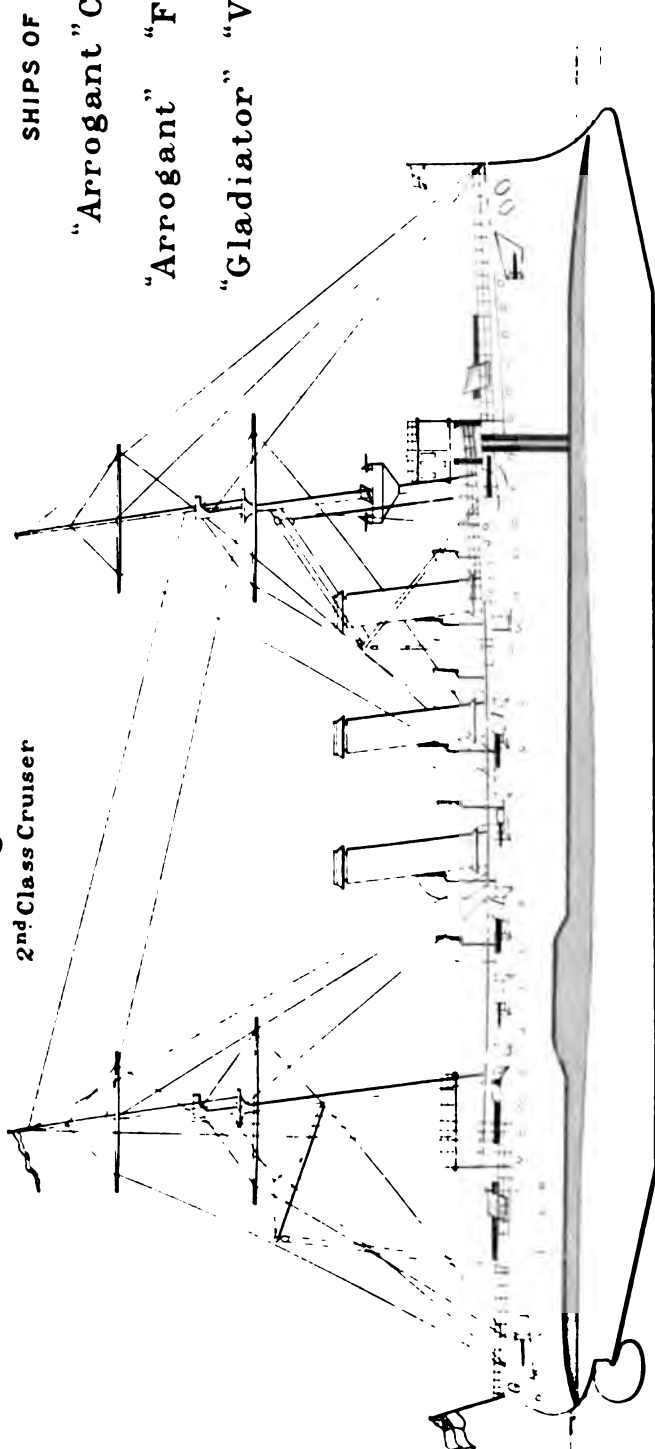 2nd Class Cruiser
SHIPS OF
"Arrogant" C
"Arrogant" "F
"Gladiator" "V